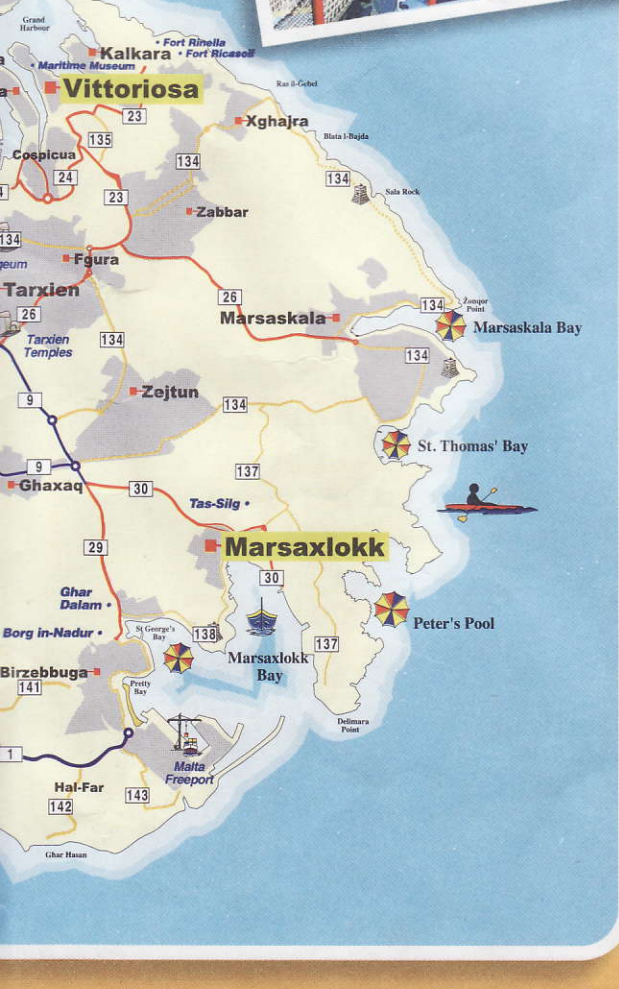 Grand
Harbour
Kalkara
• Fort Rinella
• Fort Ricasoli
• Maritime Museum
Vittoriosa
Ras il-Ġebel
23
Xghajra
135
Blata l-Bajda
Cospicua
134
24
134
Sala Rock
23
Zabbar
134
Fgura
Tarxien
26
134
Żonqor
Point
26
Marsaskala
Marsaskala Bay
Tarxien
Temples
134
134
9
Zejtun
134
St. Thomas' Bay
9
137
Ghaxaq
30
Tas-Silg •
29
Marsaxlokk
30
Ghar
Dalam •
Peter's Pool
Borg in-Nadur •
St George's
Bay
138
137
Marsaxlokk
Bay
Birzebbuga
141
Pretty
Bay
Delimara
Point
1
Malta
Freeport
Hal-Far
142
143
Ghar Hasan